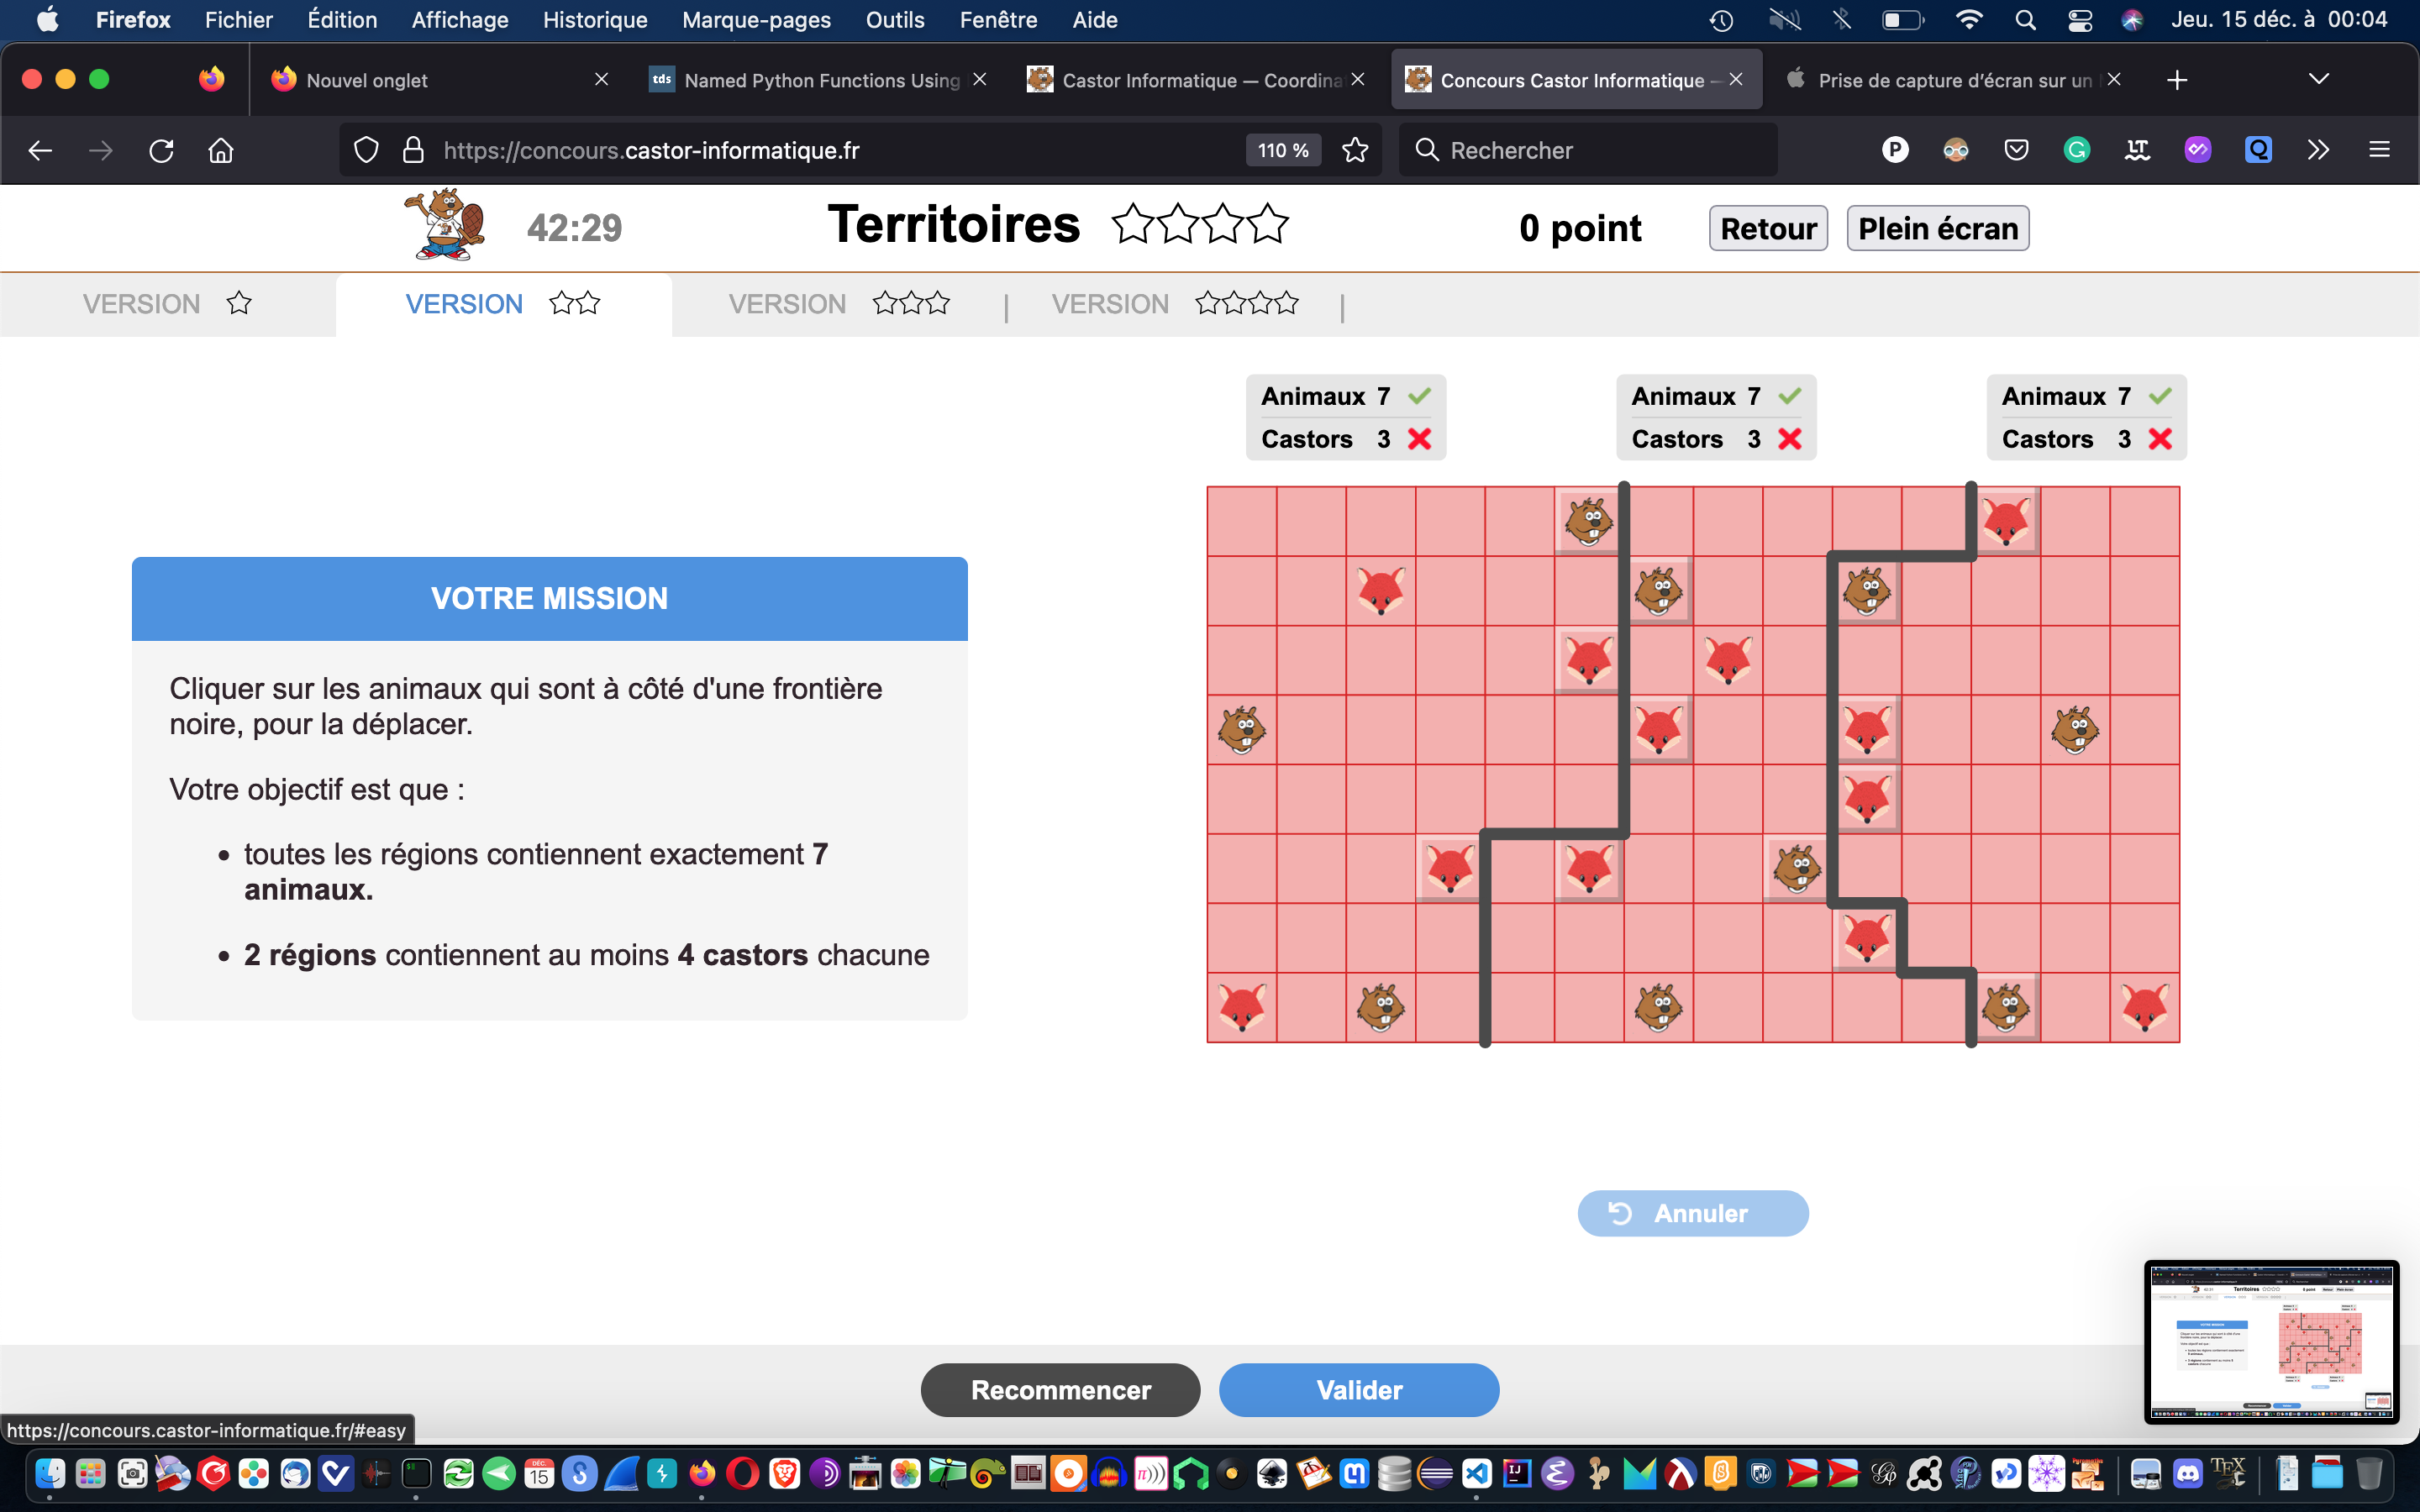 Firefox Fichier Édition Affichage Historique Marque-pages Outils Fenêtre Aide Jeu. 15 déc. à 00:04
Nouvel onglet tds Named Python Functions Using Castor Informatique — Coordina Concours Castor Informatique — Prise de capture d’écran sur un
https://concours.castor-informatique.fr 110 % Rechercher
42:29 Territoires 0 point Retour Plein écran
VERSION VERSION VERSION | VERSION |
Animaux 7 Animaux 7 Animaux 7
Castors 3 Castors 3 Castors 3
VOTRE MISSION
Cliquer sur les animaux qui sont à côté d'une frontière
noire, pour la déplacer.
Votre objectif est que :
• toutes les régions contiennent exactement 7
animaux.
• 2 régions contiennent au moins 4 castors chacune
Annuler
Recommencer Valider
https://concours.castor-informatique.fr/#easy